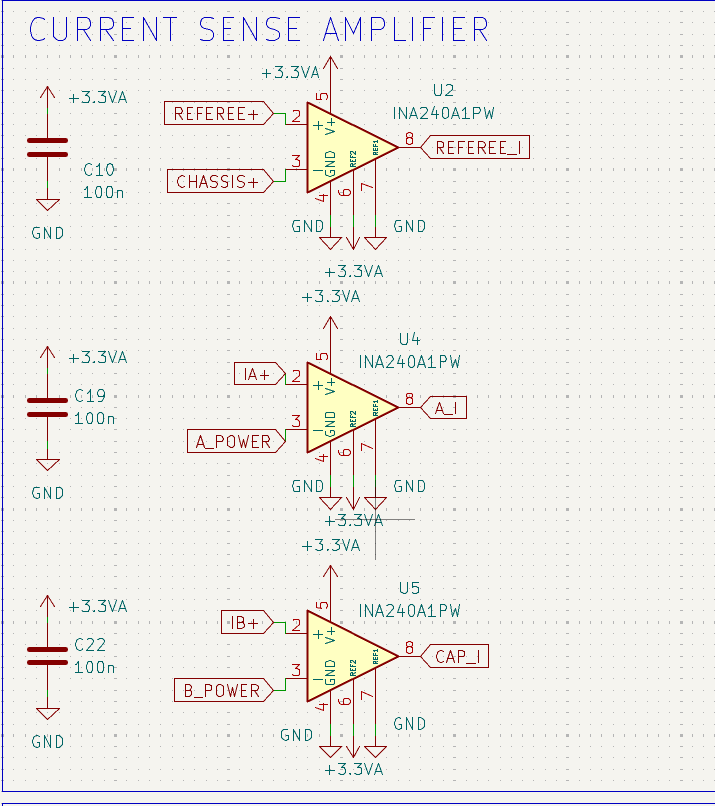 CURRENT SENSE AMPLIFIER
+3.3VA
C10
100n
GND
+3.3VA
U2
INA240A1PW
REFEREE+
CHASSIS+
2
3
5
+
-
V+
GND
REF2
REF1
4
6
7
8
REFEREE_I
GND
GND
+3.3VA
+3.3VA
C19
100n
GND
+3.3VA
U4
INA240A1PW
IA+
A_POWER
2
3
5
+
-
V+
GND
REF2
REF1
4
6
7
8
A_I
GND
GND
+3.3VA
+3.3VA
C22
100n
GND
+3.3VA
U5
INA240A1PW
IB+
B_POWER
2
3
5
+
-
V+
GND
REF2
REF1
4
6
7
8
CAP_I
GND
GND
+3.3VA